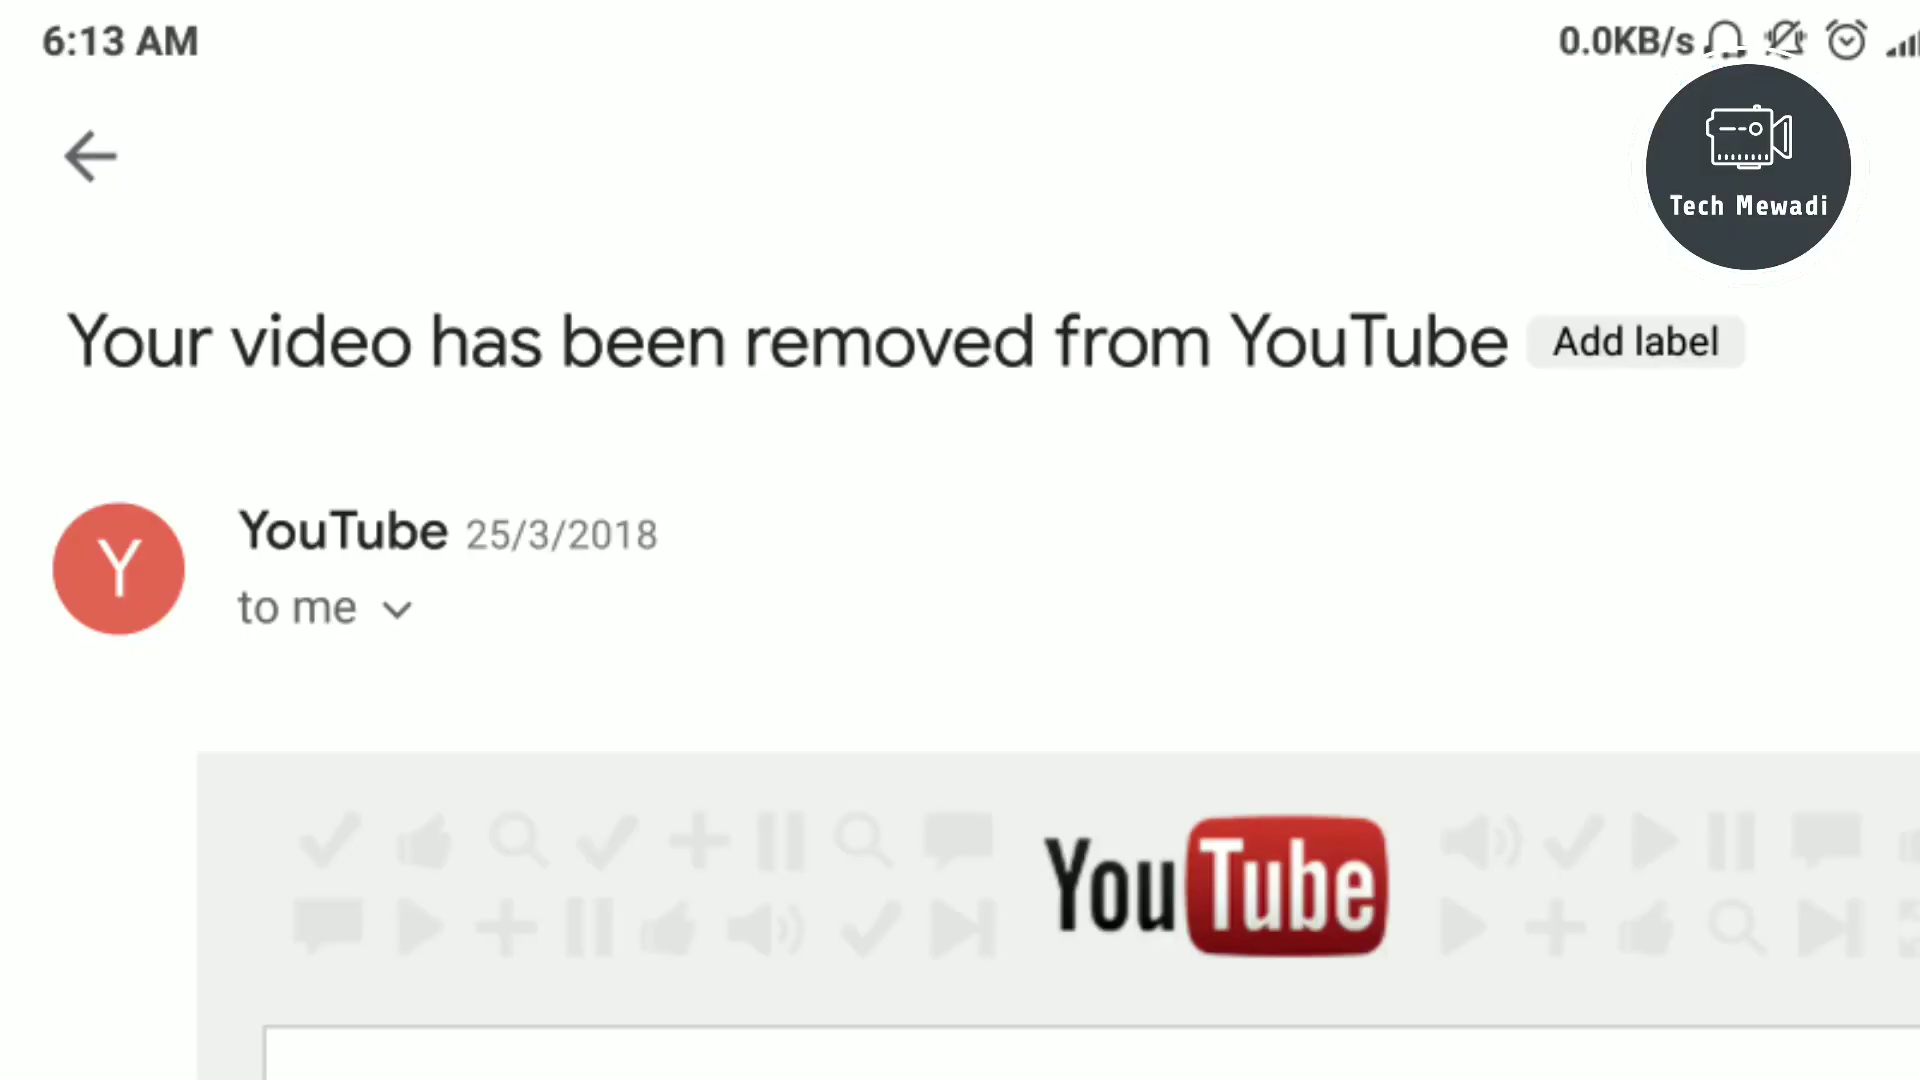 6:13 AM
0.0KB/s
Tech Mewadi
Your video has been removed from YouTube Add label
Y
YouTube 25/3/2018
to me
YouTube